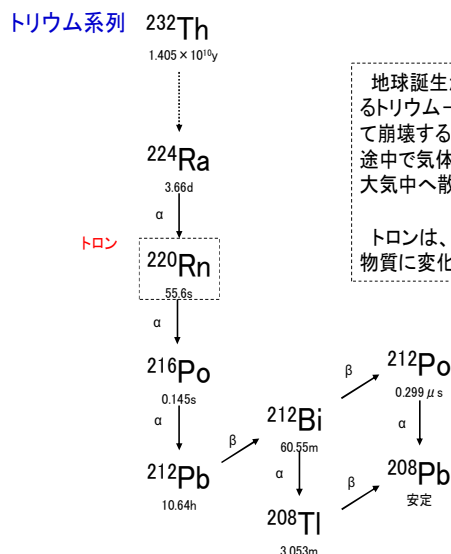 トリウム系列
²³²Th
1.405×10¹⁰y
²²⁴Ra
3.66d
α
トロン
²²⁰Rn
55.6s
α
²¹⁶Po
0.145s
α
²¹²Pb
10.64h
β
²¹²Bi
60.55m
β
α
²¹²Po
0.299μs
α
²⁰⁸Tl
3.053m
β
²⁰⁸Pb
安定
地球誕生
るトリウム
て崩壊する
途中で気体
大気中へ散
トロンは、
物質に変化